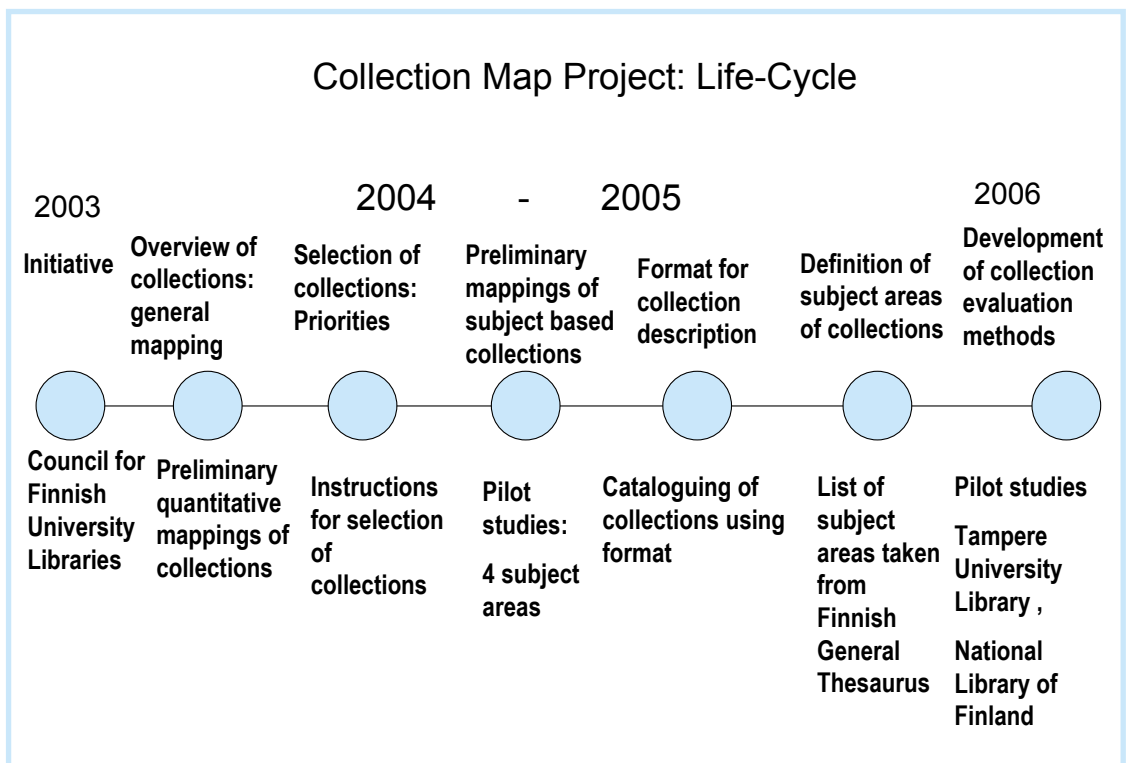 Collection Map Project: Life-Cycle
2003
2004 - 2005
2006
Initiative
Overview of
collections:
general
mapping
Selection of
collections:
Priorities
Preliminary
mappings of
subject based
collections
Format for
collection
description
Definition of
subject areas
of collections
Development
of collection
evaluation
methods
Council for
Finnish
University
Libraries
Preliminary
quantitative
mappings of
collections
Instructions
for selection
of
collections
Pilot
studies:
4 subject
areas
Cataloguing of
collections using
format
List of
subject
areas taken
from
Finnish
General
Thesaurus
Pilot studies
Tampere
University
Library ,
National
Library of
Finland